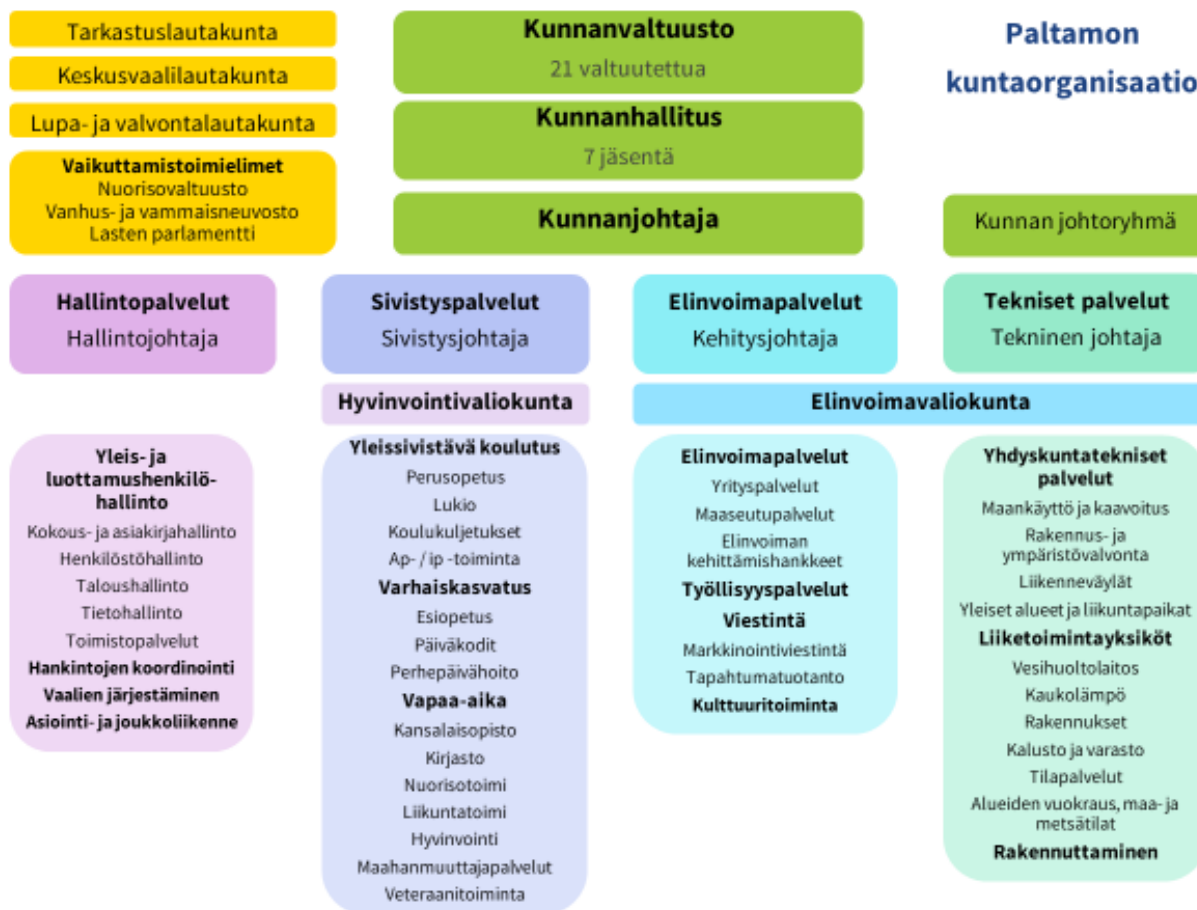 Tarkastuslautakunta
Keskusvaalilautakunta
Lupa- ja valvontalautakunta
Vaikuttamistoimielimet
Nuorisovaltuusto
Vanhus- ja vammaisneuvosto
Lasten parlamentti
Kunnanvaltuusto
21 valtuutettua
Kunnanhallitus
7 jäsentä
Kunnanjohtaja
Paltamon
kuntaorganisaatio
Kunnan johtoryhmä
Hallintopalvelut
Hallintojohtaja
Sivistyspalvelut
Sivistysjohtaja
Elinvoimapalvelut
Kehitysjohtaja
Tekniset palvelut
Tekninen johtaja
Hyvinvointivaliokunta
Elinvoimavaliokunta
Yleis- ja
luottamushenkilö-
hallinto
Kokous- ja asiakirjahallinto
Henkilöstöhallinto
Taloushallinto
Tietohallinto
Toimistopalvelut
Hankintojen koordinointi
Vaalien järjestäminen
Asiointi- ja joukkoliikenne
Yleissivistävä koulutus
Perusopetus
Lukio
Koulukuljetukset
Ap- / ip -toiminta
Varhaiskasvatus
Esiopetus
Päiväkodit
Perhepäivähoito
Vapaa-aika
Kansalaisopisto
Kirjasto
Nuorisotoimi
Liikuntatoimi
Hyvinvointi
Maahanmuuttajapalvelut
Veteraanitoiminta
Elinvoimapalvelut
Yrityspalvelut
Maaseutupalvelut
Elinvoiman
kehittämishankkeet
Työllisyyspalvelut
Viestintä
Markkinointiviestintä
Tapahtumatuotanto
Kulttuuritoiminta
Yhdyskuntatekniset
palvelut
Maankäyttö ja kaavoitus
Rakennus- ja
ympäristövalvonta
Liikenneväylät
Yleiset alueet ja liikuntapaikat
Liiketoimintayksiköt
Vesihuoltolaitos
Kaukolämpö
Rakennukset
Kalusto ja varasto
Tilapalvelut
Alueiden vuokraus, maa- ja
metsätilat
Rakennuttaminen